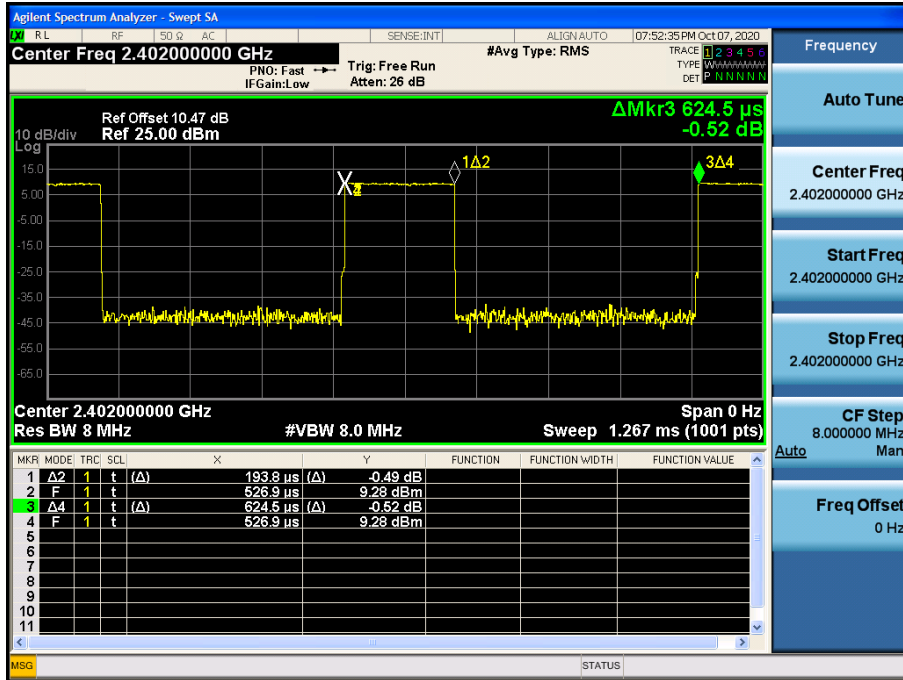 Agilent Spectrum Analyzer - Swept SA
LXI RL RF 50 Ω AC SENSE:INT ALIGN AUTO 07:52:35 PM Oct 07, 2020
Center Freq 2.402000000 GHz #Avg Type: RMS TRACE 1 2 3 4 5 6
PNO: Fast Trig: Free Run TYPE WWWWWW
IFGain:Low Atten: 26 dB DET P N N N N N
ΔMkr3 624.5 µs
-0.52 dB
Ref Offset 10.47 dB
10 dB/div Ref 25.00 dBm
Log
15.0
5.00
-5.00
-15.0
-25.0
-35.0
-45.0
-55.0
-65.0
1Δ2
3Δ4
Center 2.402000000 GHz Span 0 Hz
Res BW 8 MHz #VBW 8.0 MHz Sweep 1.267 ms (1001 pts)
MKR MODE TRC SCL X Y FUNCTION FUNCTION WIDTH FUNCTION VALUE
1 Δ2 1 t (Δ) 193.8 µs (Δ) -0.49 dB
2 F 1 t 526.9 µs 9.28 dBm
3 Δ4 1 t (Δ) 624.5 µs (Δ) -0.52 dB
4 F 1 t 526.9 µs 9.28 dBm
5
6
7
8
9
10
11
MSG STATUS
Frequency
Auto Tune
Center Freq
2.402000000 GHz
Start Freq
2.402000000 GHz
Stop Freq
2.402000000 GHz
CF Step
8.000000 MHz
Auto Man
Freq Offset
0 Hz